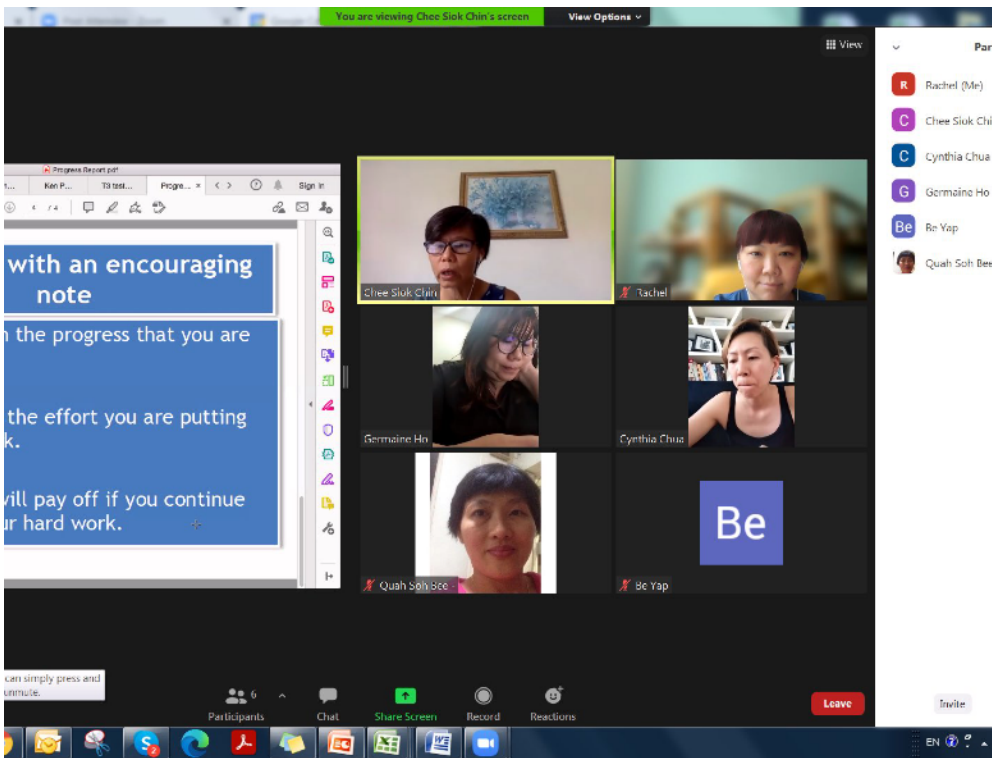 You are viewing Chee Siok Chin's screen
View Options
View
Progress Report.pdf
Ken P...
T3 test...
Progre... ×
Sign In
/ 4
with an encouraging
note
the progress that you are
the effort you are putting
k.
will pay off if you continue
ur hard work.
Chee Siok Chin
Rachel
Germaine Ho
Cynthia Chua
Quah Soh Bee
Be
Be Yap
Par
R Rachel (Me)
C Chee Siok Chi
C Cynthia Chua
G Germaine Ho
Be Be Yap
Quah Soh Bee
can simply press and
unmute.
6
Participants
Chat
Share Screen
Record
Reactions
Leave
Invite
EN